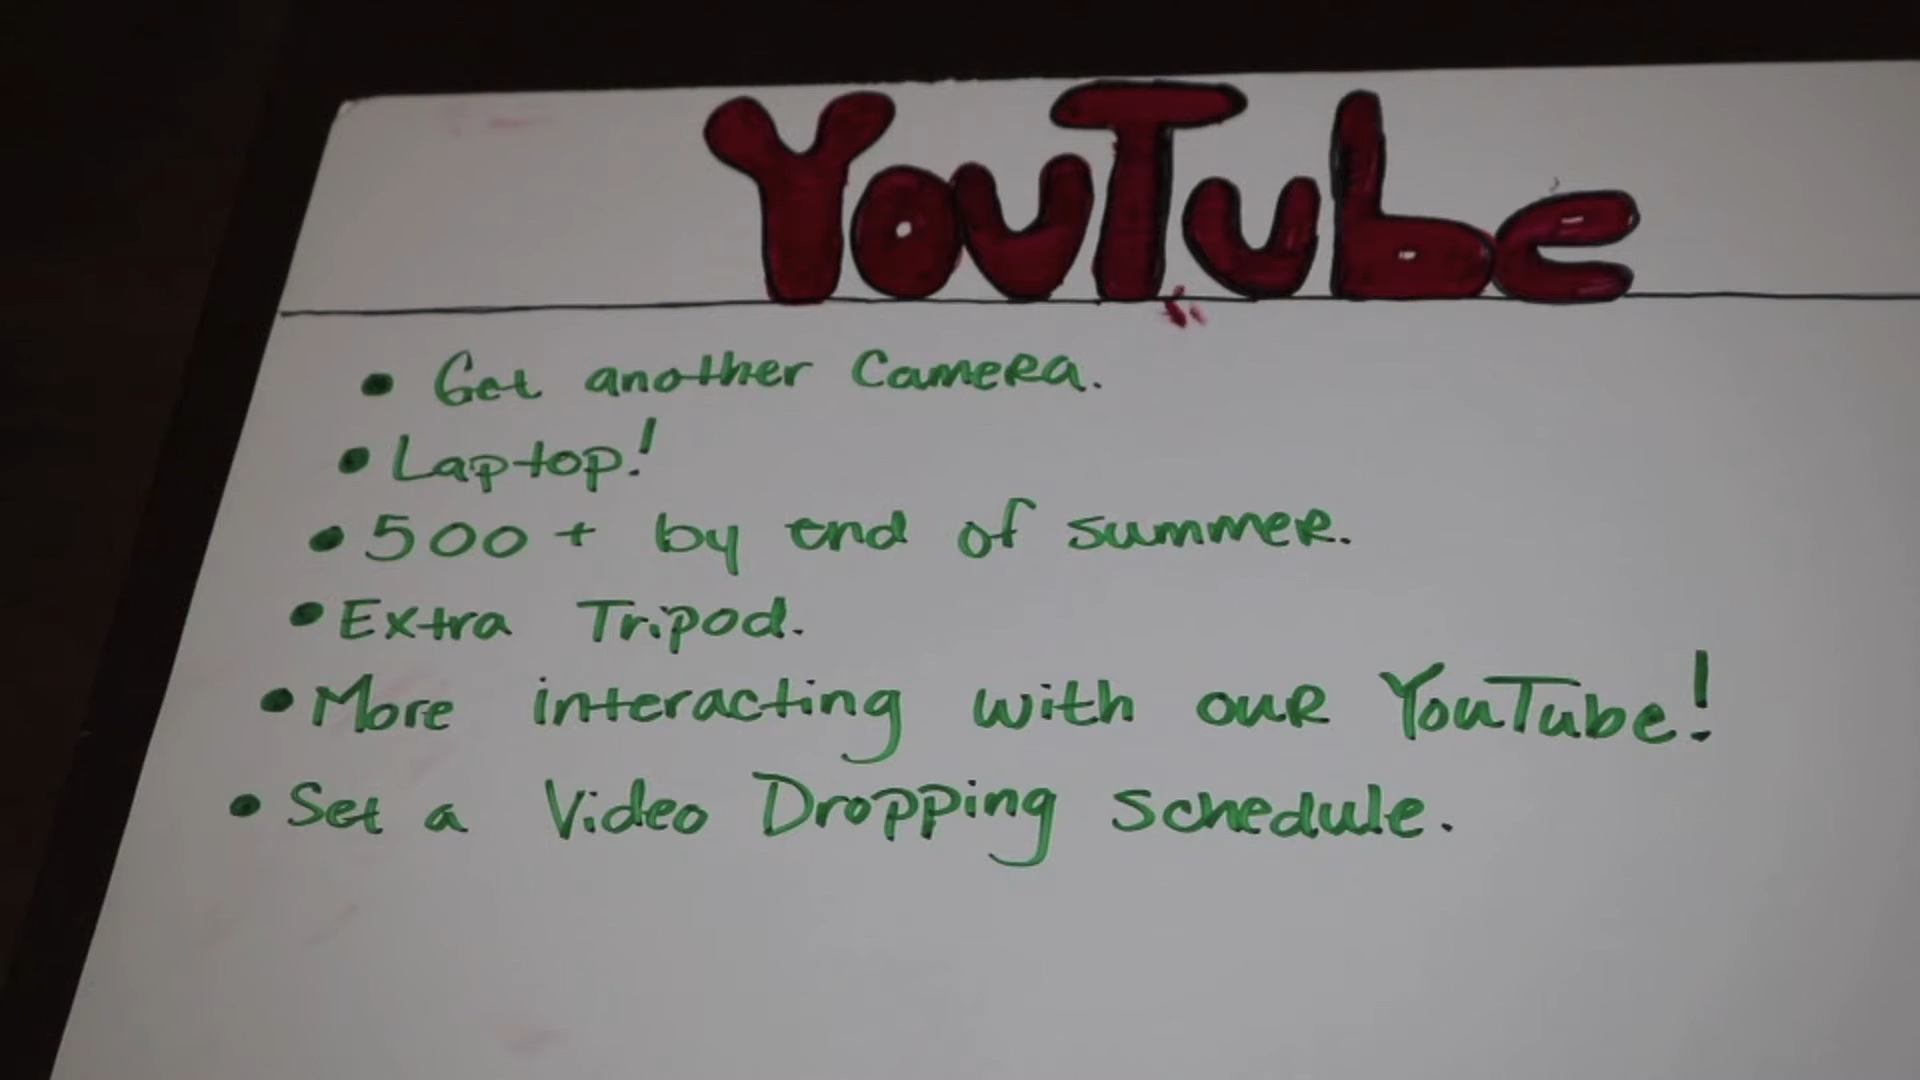 YouTube
• Get another Camera.
• Laptop!
• 500+ by end of summer.
• Extra Tripod.
• More interacting with our YouTube!
• Set a Video Dropping schedule.